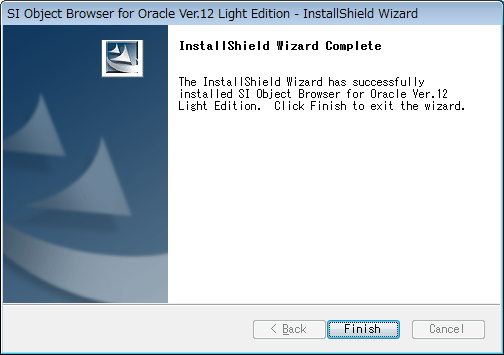 SI Object Browser for Oracle Ver.12 Light Edition - InstallShield Wizard
InstallShield Wizard Complete
The InstallShield Wizard has successfully
installed SI Object Browser for Oracle Ver.12
Light Edition.  Click Finish to exit the wizard.
< Back
Finish
Cancel